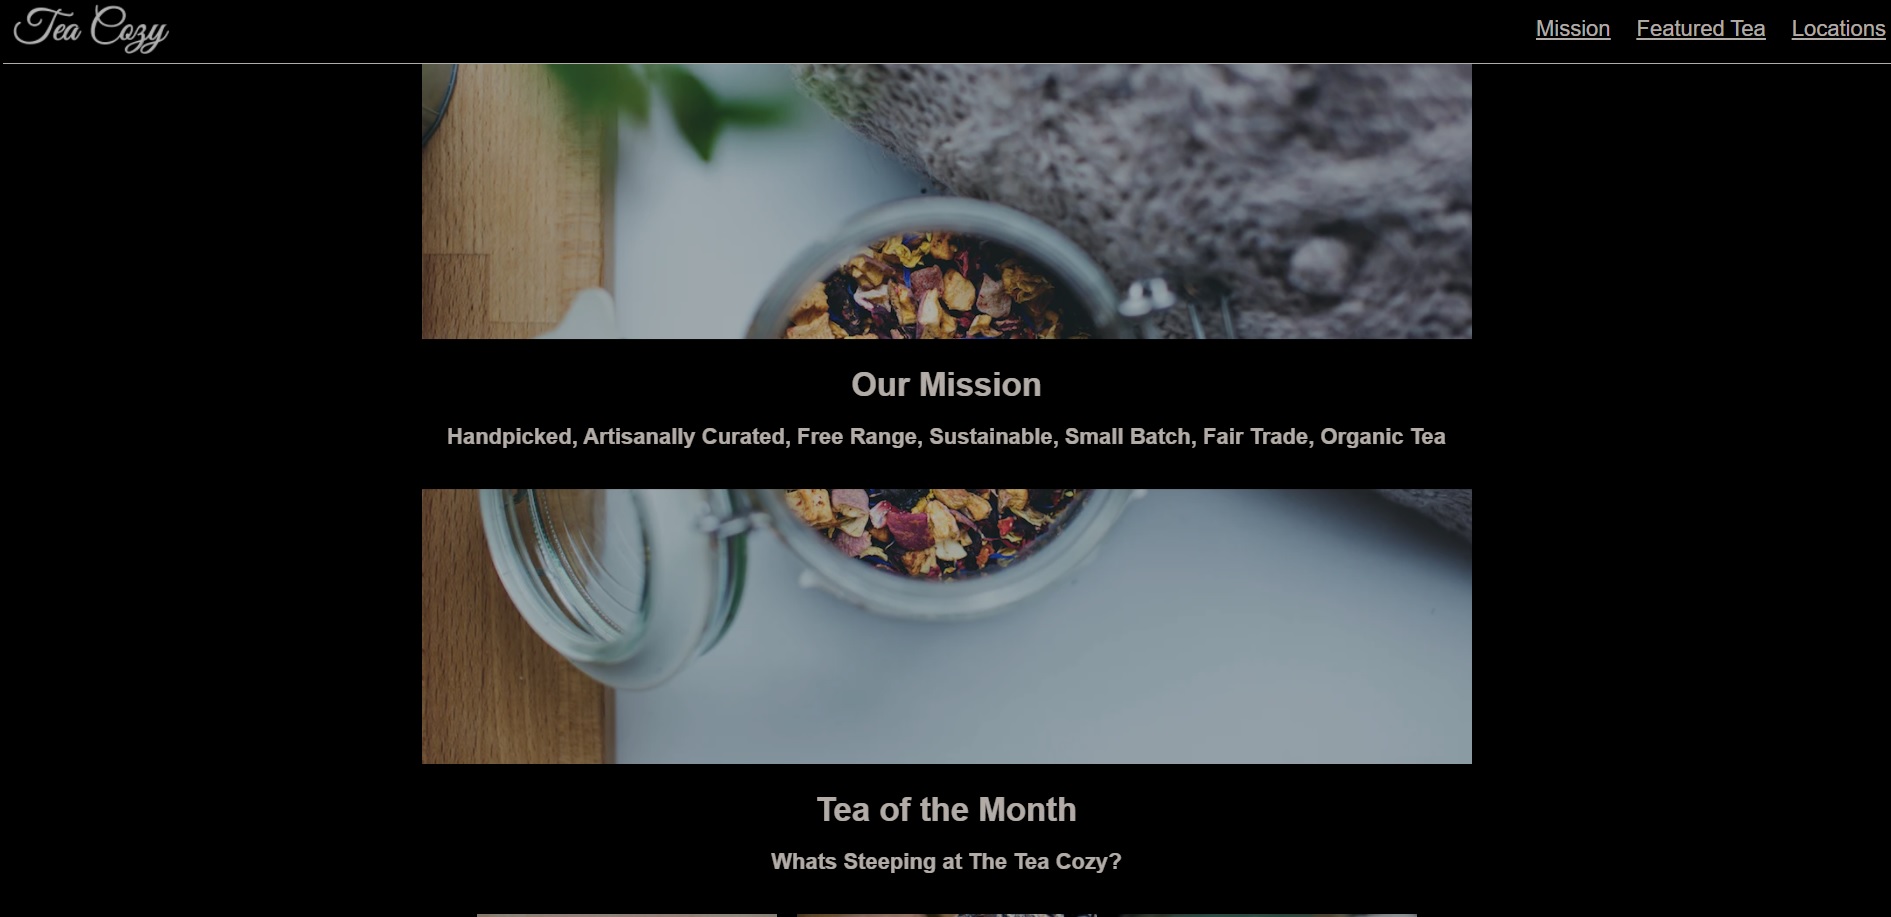 Tea Cozy
Mission Featured Tea Locations
Our Mission
Handpicked, Artisanally Curated, Free Range, Sustainable, Small Batch, Fair Trade, Organic Tea
Tea of the Month
Whats Steeping at The Tea Cozy?